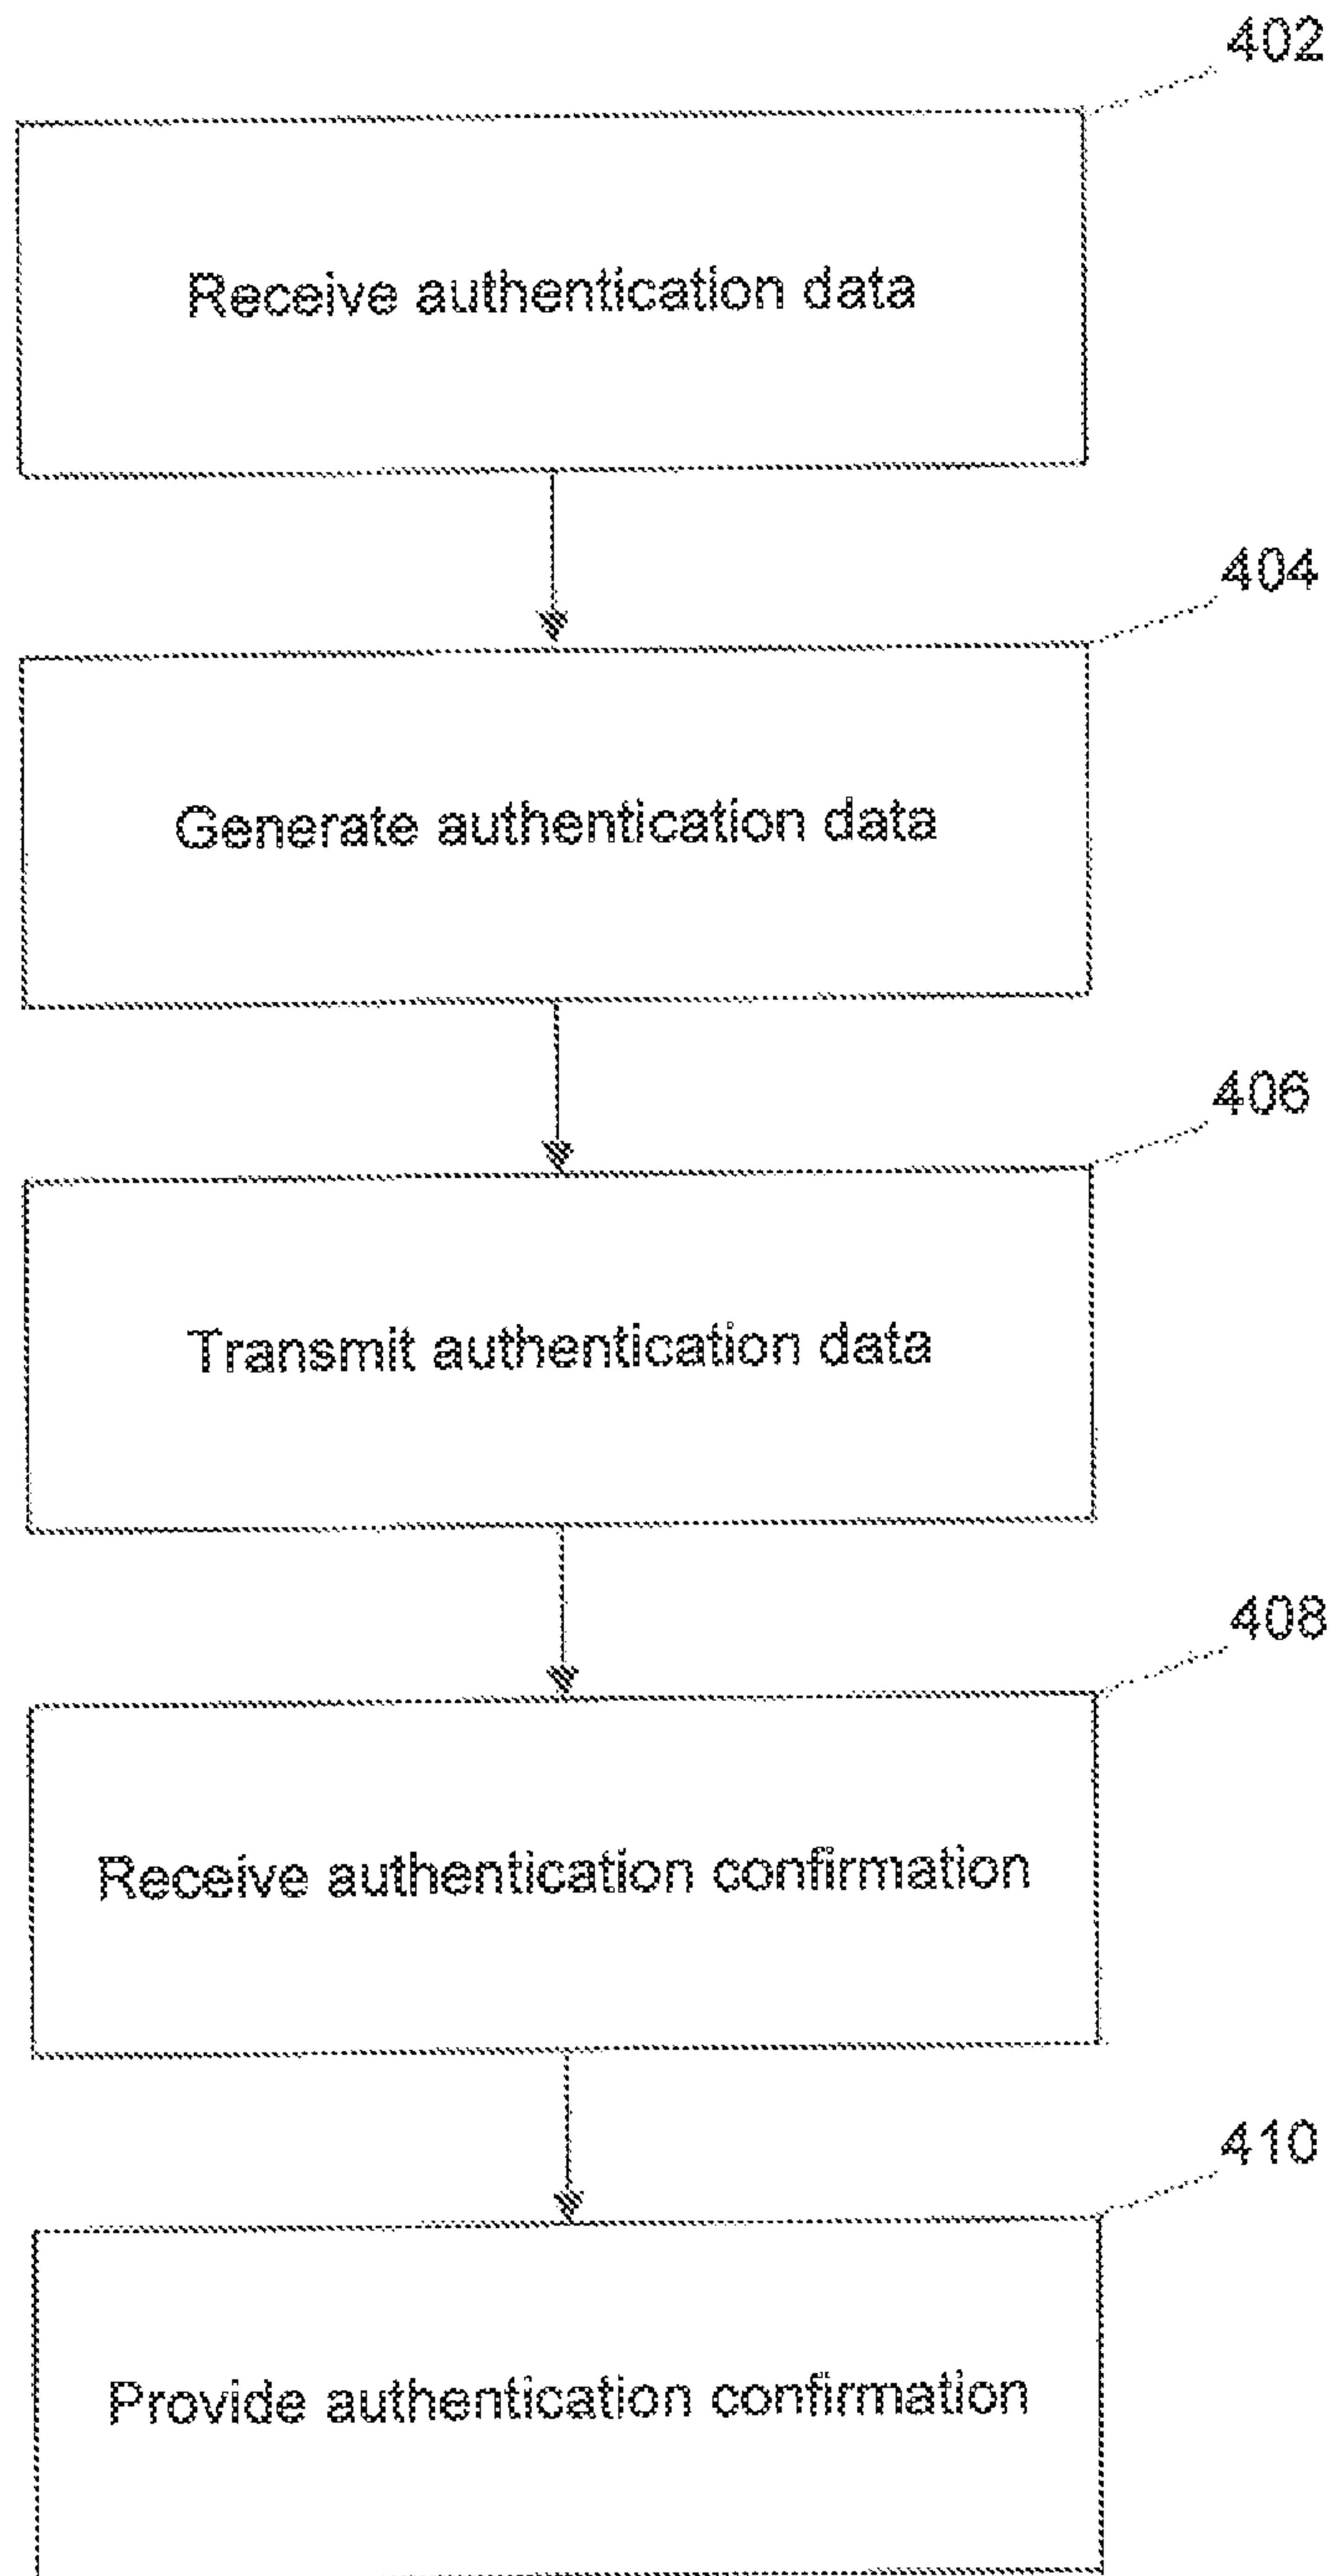 402
Receive authentication data
404
Generate authentication data
406
Transmit authentication data
408
Receive authentication confirmation
410
Provide authentication confirmation